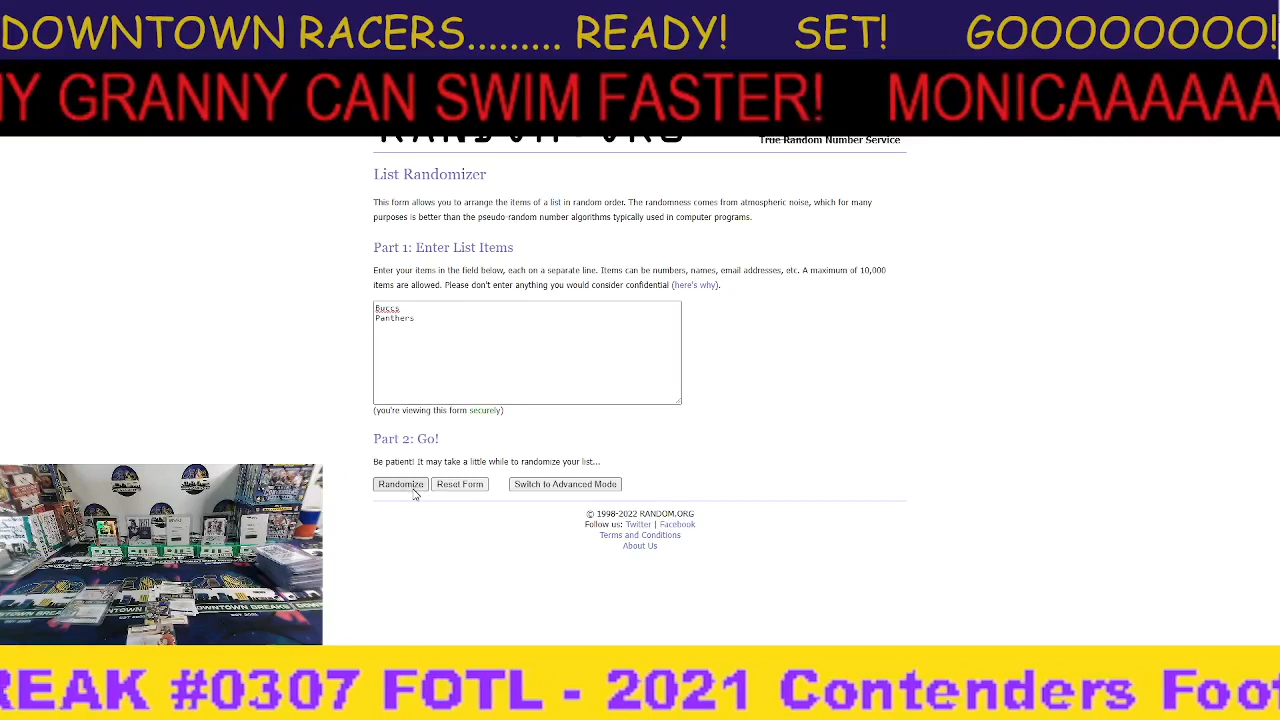 DOWNTOWN RACERS......... READY! SET! GOOOOOOOO!
Y GRANNY CAN SWIM FASTER! MONICAAAAAA
RANDOM.ORG
True Random Number Service
List Randomizer
This form allows you to arrange the items of a list in random order. The randomness comes from atmospheric noise, which for many
purposes is better than the pseudo-random number algorithms typically used in computer programs.
Part 1: Enter List Items
Enter your items in the field below, each on a separate line. Items can be numbers, names, email addresses, etc. A maximum of 10,000
items are allowed. Please don't enter anything you would consider confidential (here's why).
Buccs
Panthers
(you're viewing this form securely)
Part 2: Go!
Be patient! It may take a little while to randomize your list...
Randomize Reset Form Switch to Advanced Mode
© 1998-2022 RANDOM.ORG
Follow us: Twitter | Facebook
Terms and Conditions
About Us
OWNTOWN BREAKS
REAK #0307 FOTL - 2021 Contenders Foot